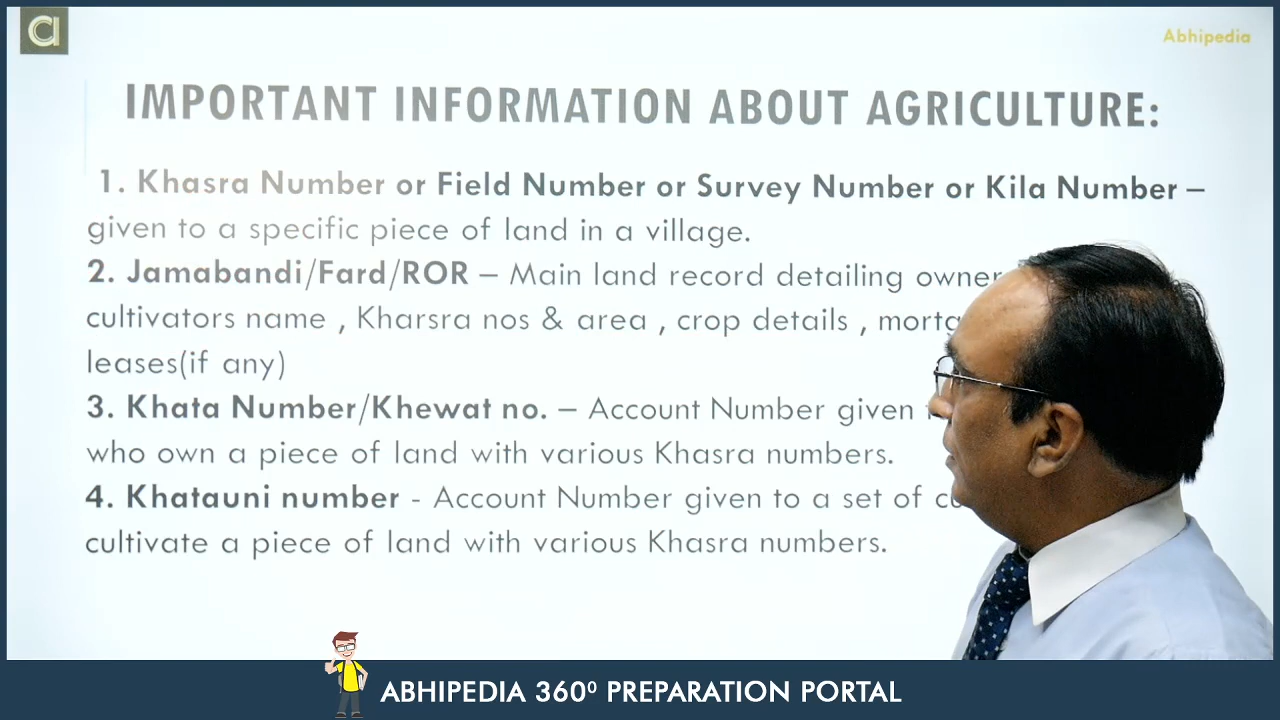 a
Abhipedia
IMPORTANT INFORMATION ABOUT AGRICULTURE:
1. Khasra Number or Field Number or Survey Number or Kila Number –
given to a specific piece of land in a village.
2. Jamabandi/Fard/ROR – Main land record detailing
cultivators name , Kharsra nos & area , crop details ,
leases(if any)
3. Khata Number/Khewat no. – Account Number given
who own a piece of land with various Khasra numbers.
4. Khatauni number - Account Number given to a set of
cultivate a piece of land with various Khasra numbers.
ABHIPEDIA 360⁰ PREPARATION PORTAL